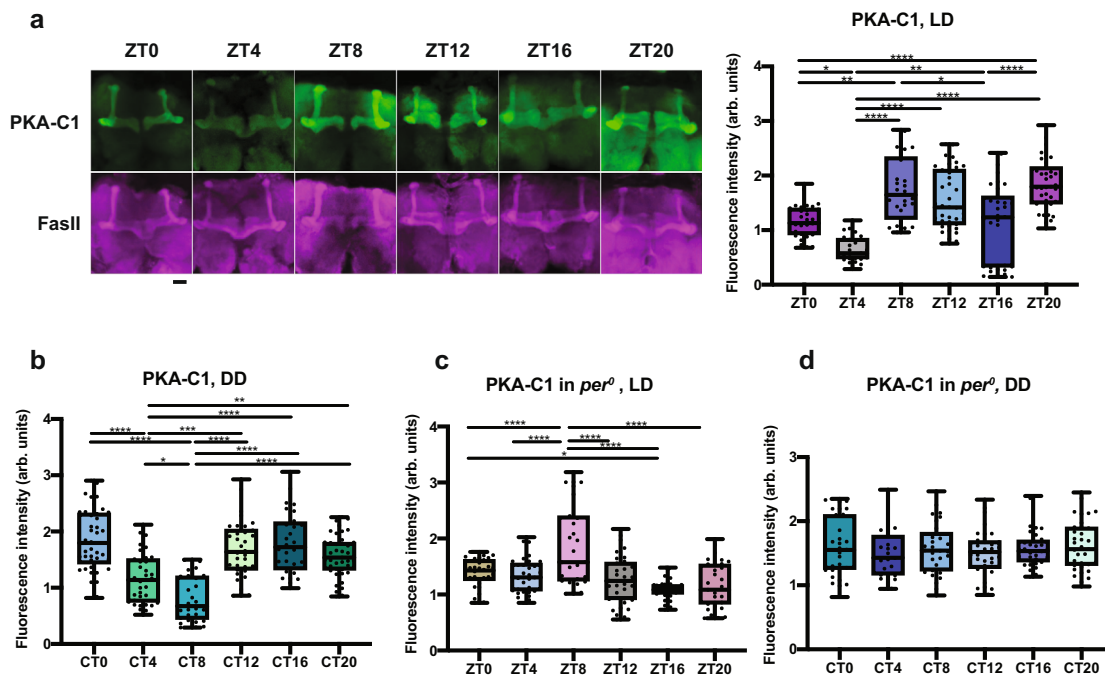 a
ZT0 ZT4 ZT8 ZT12 ZT16 ZT20
PKA-C1
FasII
PKA-C1, LD
Fluorescence intensity (arb. units)
4
3
2
1
0
****
* ** ****
** *
****
****
****
ZT0 ZT4 ZT8 ZT12 ZT16 ZT20
b
PKA-C1, DD
Fluorescence intensity (arb. units)
4
3
2
1
0
**
****
**** ***
**** ****
****
* ****
CT0 CT4 CT8 CT12 CT16 CT20
c
PKA-C1 in per⁰ , LD
Fluorescence intensity (arb. units)
4
3
2
1
0
**** ****
**** ****
****
*
ZT0 ZT4 ZT8 ZT12 ZT16 ZT20
d
PKA-C1 in per⁰, DD
Fluorescence intensity (arb. units)
3
2
1
0
CT0 CT4 CT8 CT12 CT16 CT20